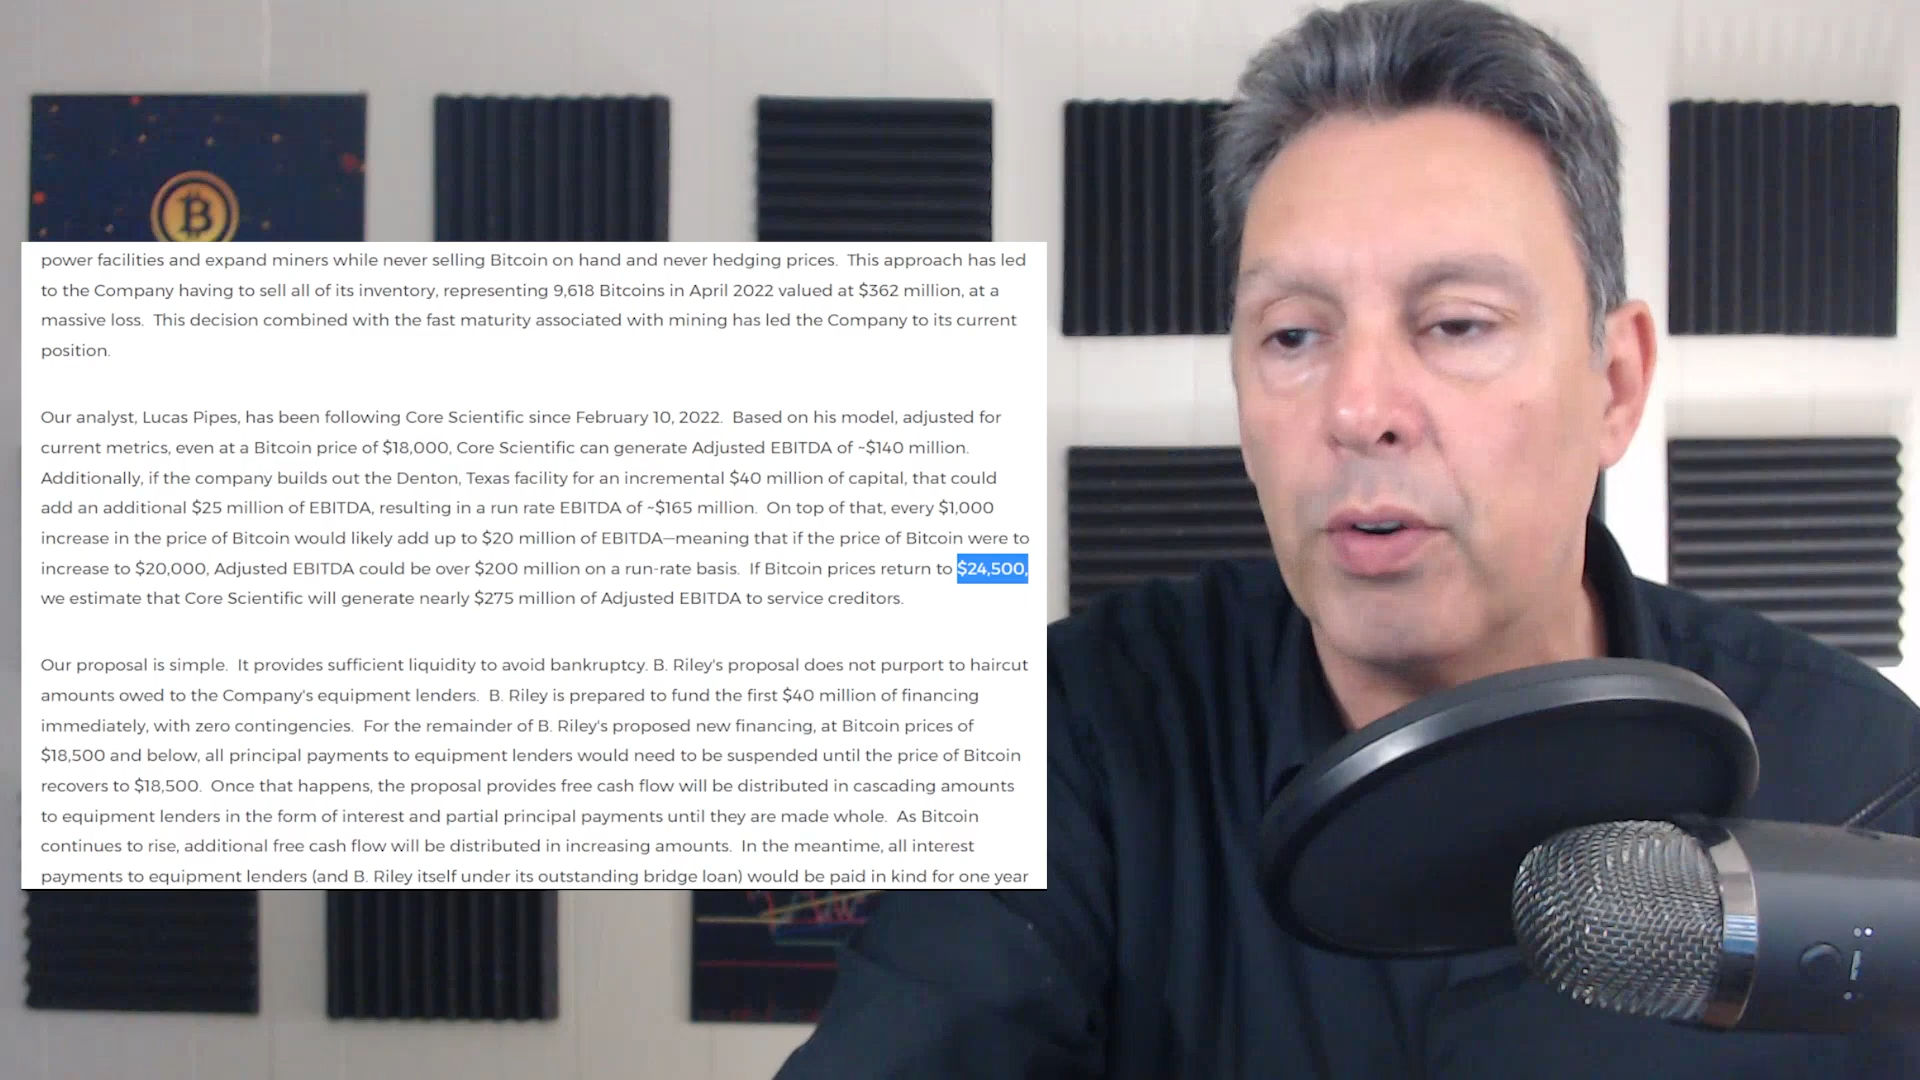 power facilities and expand miners while never selling Bitcoin on hand and never hedging prices.  This approach has led
to the Company having to sell all of its inventory, representing 9,618 Bitcoins in April 2022 valued at $362 million, at a
massive loss.  This decision combined with the fast maturity associated with mining has led the Company to its current
position.
Our analyst, Lucas Pipes, has been following Core Scientific since February 10, 2022.  Based on his model, adjusted for
current metrics, even at a Bitcoin price of $18,000, Core Scientific can generate Adjusted EBITDA of ~$140 million.
Additionally, if the company builds out the Denton, Texas facility for an incremental $40 million of capital, that could
add an additional $25 million of EBITDA, resulting in a run rate EBITDA of ~$165 million.  On top of that, every $1,000
increase in the price of Bitcoin would likely add up to $20 million of EBITDA—meaning that if the price of Bitcoin were to
increase to $20,000, Adjusted EBITDA could be over $200 million on a run-rate basis.  If Bitcoin prices return to $24,500,
we estimate that Core Scientific will generate nearly $275 million of Adjusted EBITDA to service creditors.
Our proposal is simple.  It provides sufficient liquidity to avoid bankruptcy. B. Riley's proposal does not purport to haircut
amounts owed to the Company's equipment lenders.  B. Riley is prepared to fund the first $40 million of financing
immediately, with zero contingencies.  For the remainder of B. Riley's proposed new financing, at Bitcoin prices of
$18,500 and below, all principal payments to equipment lenders would need to be suspended until the price of Bitcoin
recovers to $18,500.  Once that happens, the proposal provides free cash flow will be distributed in cascading amounts
to equipment lenders in the form of interest and partial principal payments until they are made whole.  As Bitcoin
continues to rise, additional free cash flow will be distributed in increasing amounts.  In the meantime, all interest
payments to equipment lenders (and B. Riley itself under its outstanding bridge loan) would be paid in kind for one year